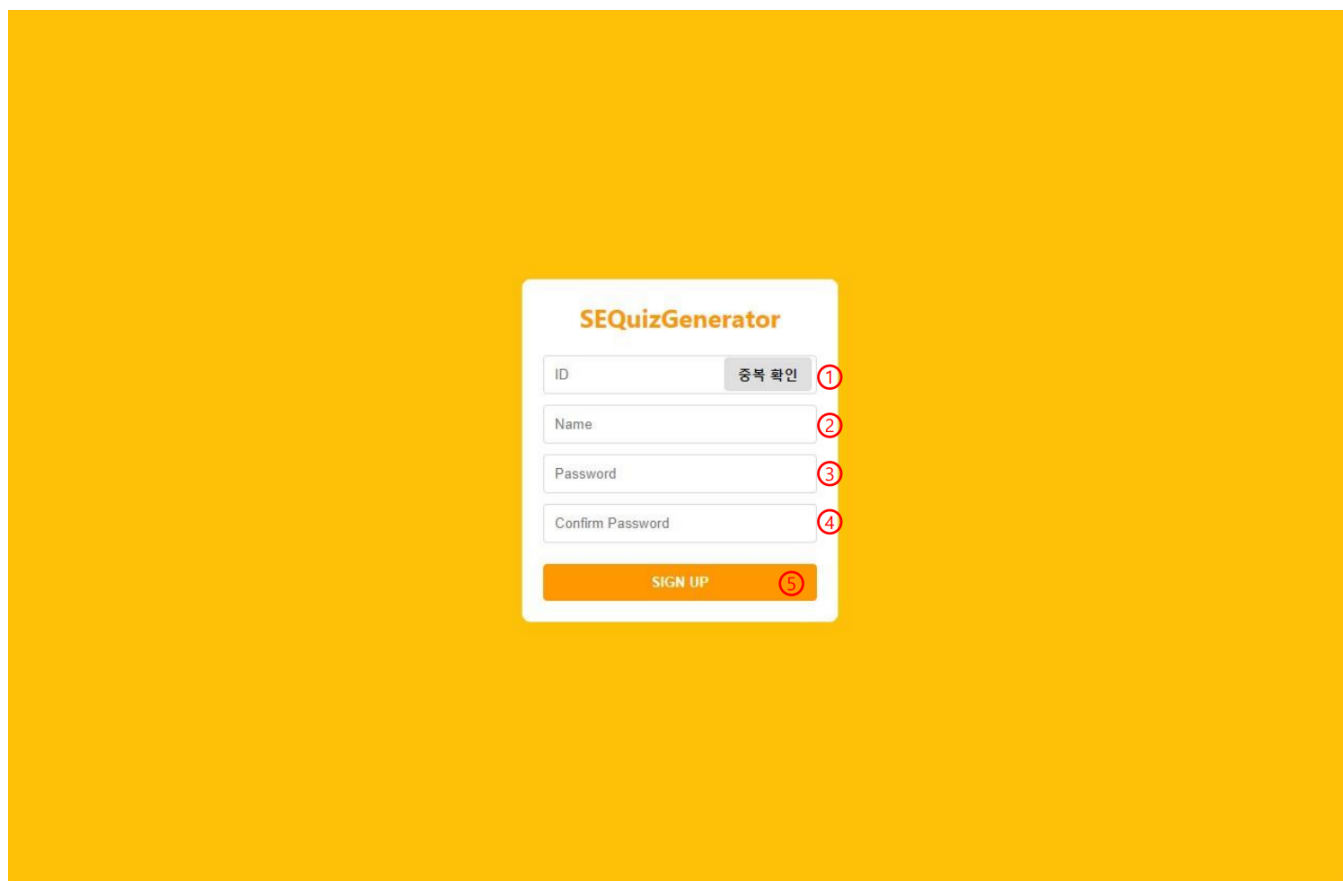 SEQuizGenerator
ID 중복 확인 ①
Name ②
Password ③
Confirm Password ④
SIGN UP ⑤